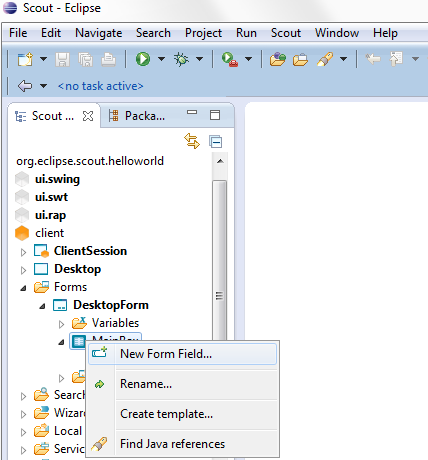 Scout - Eclipse
File Edit Navigate Search Project Run Scout Window Help
<no task active>
Scout ... Packa...
org.eclipse.scout.helloworld
ui.swing
ui.swt
ui.rap
client
ClientSession
Desktop
Forms
DesktopForm
Variables
MainBox
New Form Field...
Rename...
Search
Create template...
Wizar
Local
Find Java references
Servic